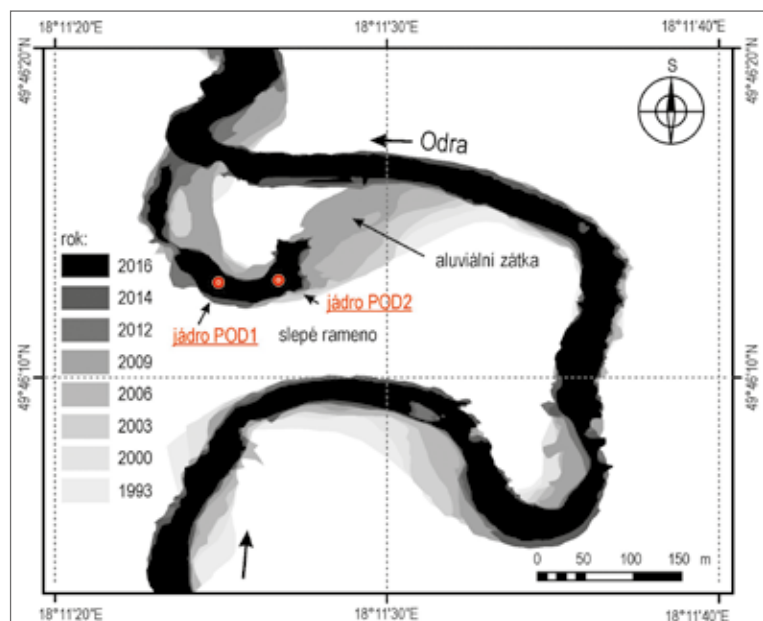 18°11'20"E 18°11'30"E 18°11'40"E
49°46'20"N 49°46'20"N
S
Odra
rok:
2016
2014
2012
2009
2006
2003
2000
1993
aluviální zátka
jádro POD2
jádro POD1
slepé rameno
49°46'10"N 49°46'10"N
0 50 100 150 m
18°11'20"E 18°11'30"E 18°11'40"E